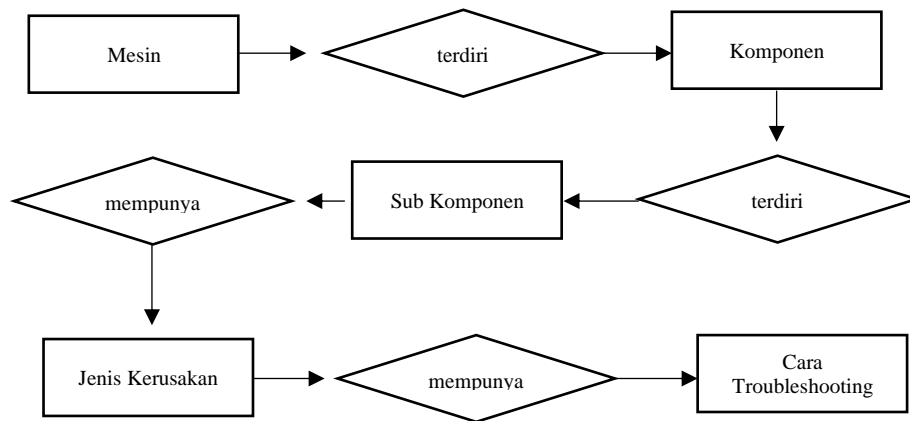 Mesin
terdiri
Komponen
terdiri
Sub Komponen
mempunya
Jenis Kerusakan
mempunya
Cara
Troubleshooting